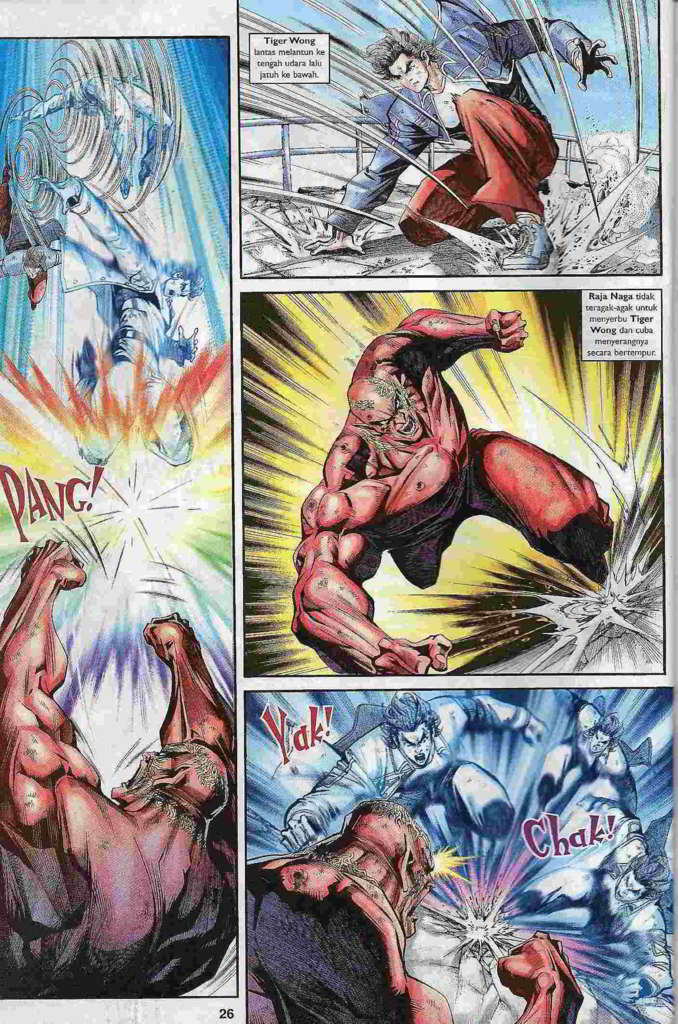 PANG!
Tiger Wong
lantas melantun ke
tengah udara lalu
jatuh ke bawah.
Raja Naga tidak
teragak-agak untuk
menyerbu Tiger
Wong dan cuba
menyerangnya
secara bertempur.
Yak!
Chak!
26